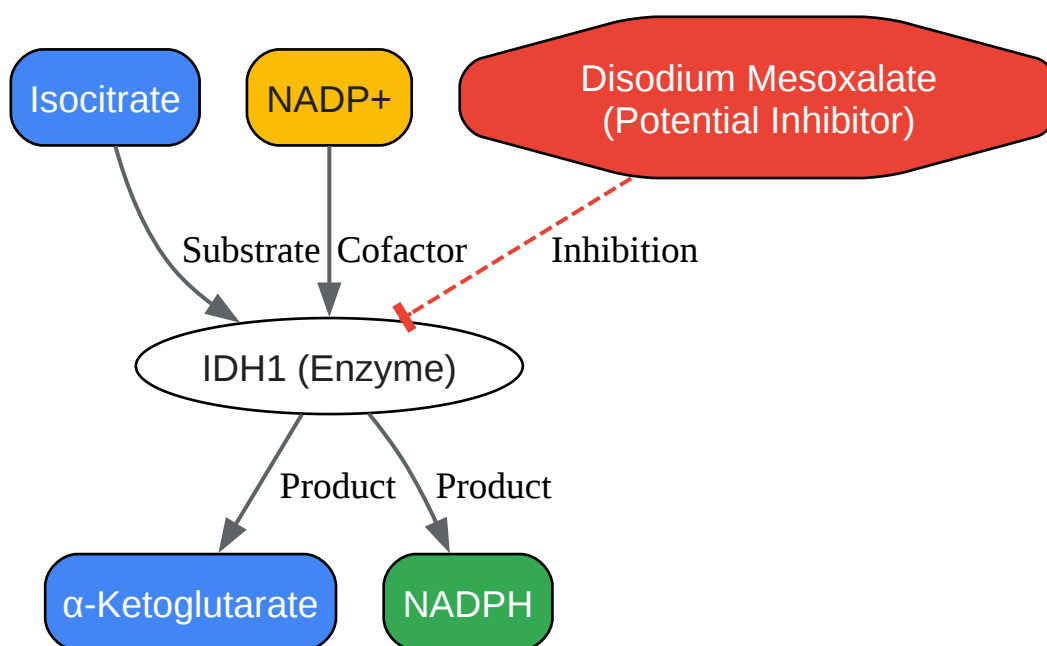 Isocitrate
NADP+
Disodium Mesoxalate
(Potential Inhibitor)
Substrate
Cofactor
Inhibition
IDH1 (Enzyme)
Product
Product
α-Ketoglutarate
NADPH